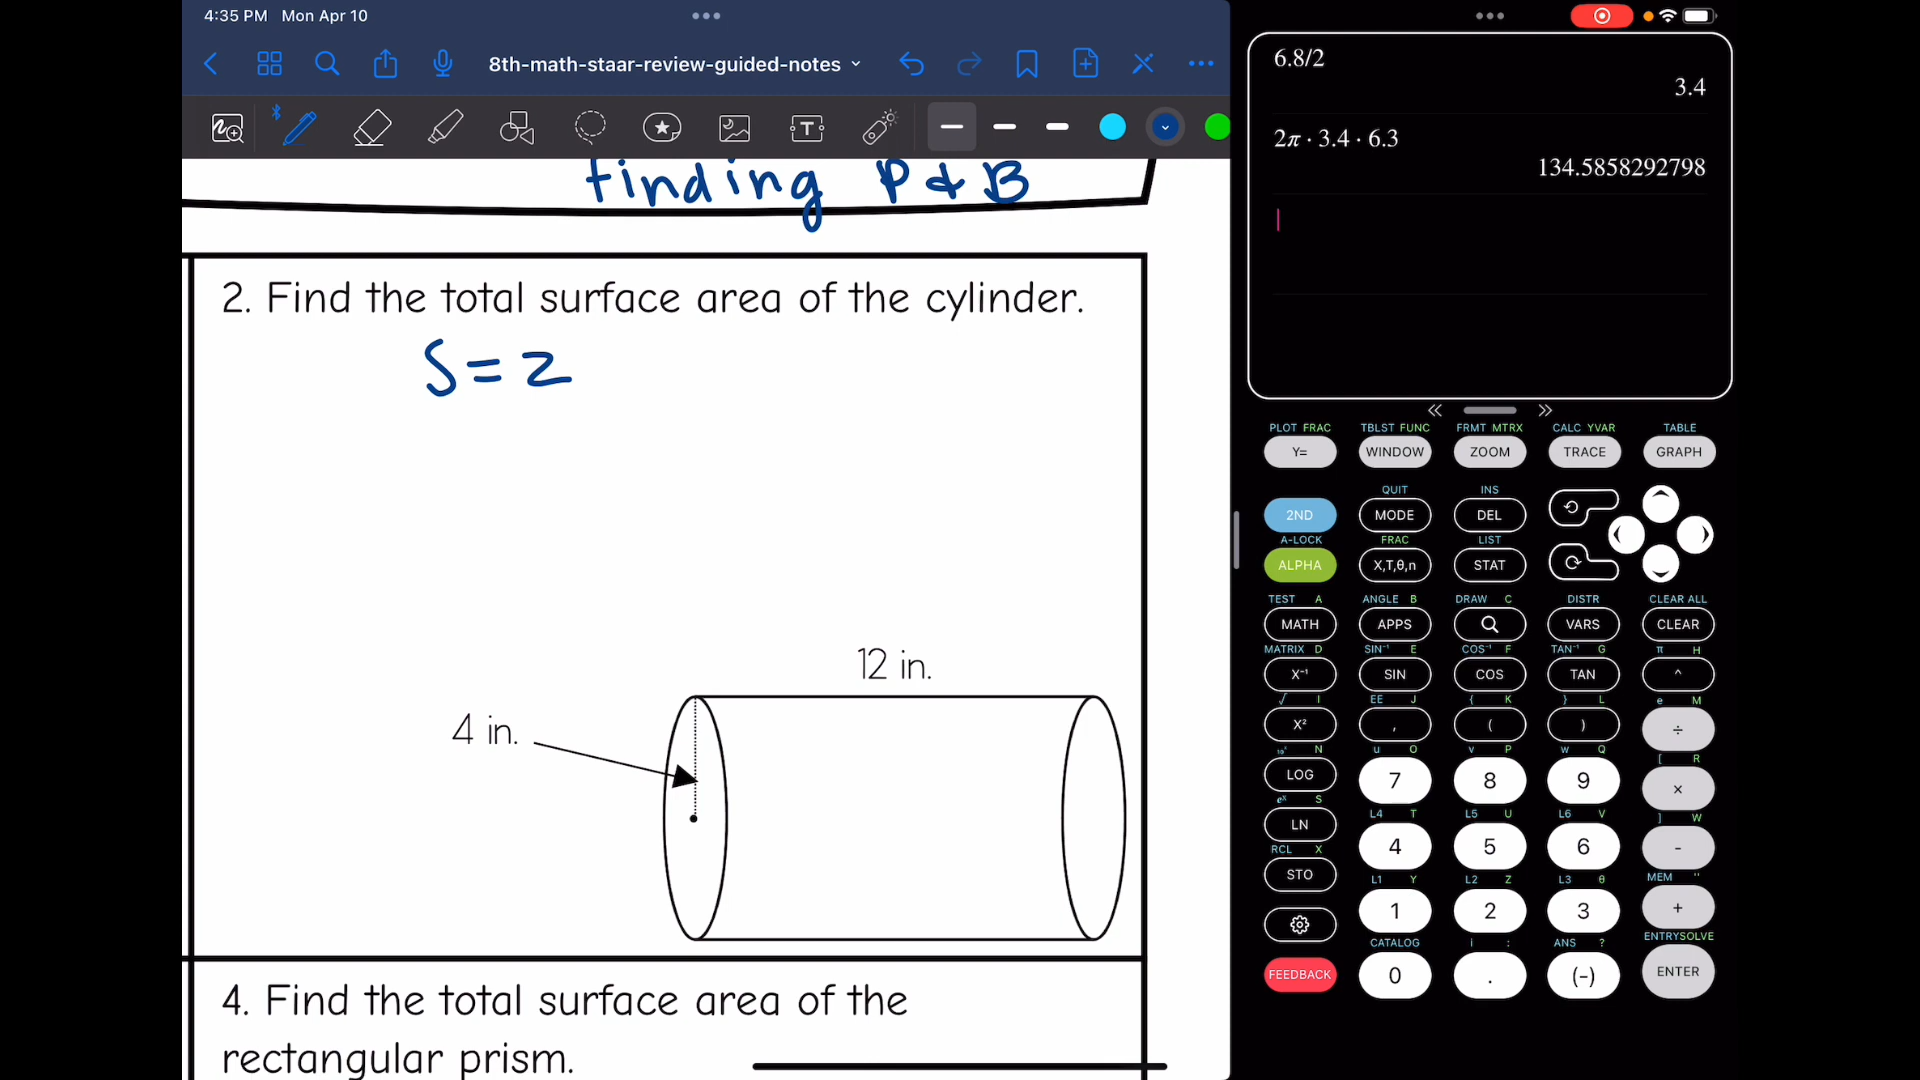 4:35 PM Mon Apr 10
8th-math-staar-review-guided-notes
finding P & B
2. Find the total surface area of the cylinder.
S = 2
12 in.
4 in.
4. Find the total surface area of the
rectangular prism.
6.8/2
3.4
2π · 3.4 · 6.3
134.5858292798
PLOT FRAC TBLST FUNC FRMT MTRX CALC YVAR TABLE
Y= WINDOW ZOOM TRACE GRAPH
QUIT INS
2ND MODE DEL
A-LOCK FRAC LIST
ALPHA X,T,θ,n STAT
TEST A ANGLE B DRAW C DISTR CLEAR ALL
MATH APPS VARS CLEAR
MATRIX D SIN⁻¹ E COS⁻¹ F TAN⁻¹ G π H
X⁻¹ SIN COS TAN ^
√ I EE J { K } L e M
X² , ( ) ÷
10ˣ N u O v P w Q [ R
LOG 7 8 9 ×
eˣ S L4 T L5 U L6 V ] W
LN 4 5 6 -
RCL X L1 Y L2 Z L3 θ MEM "
STO 1 2 3 +
CATALOG i : ANS ? ENTRY SOLVE
FEEDBACK 0 . (-) ENTER